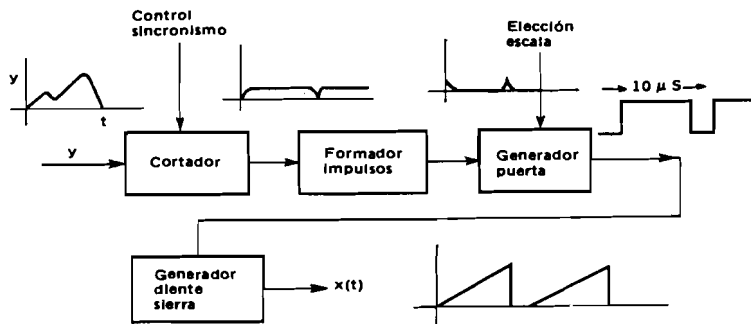 Control
sincronismo
Elección
escala
y
t
10 μ S
y
Cortador
Formador
impulsos
Generador
puerta
Generador
diente
sierra
x(t)